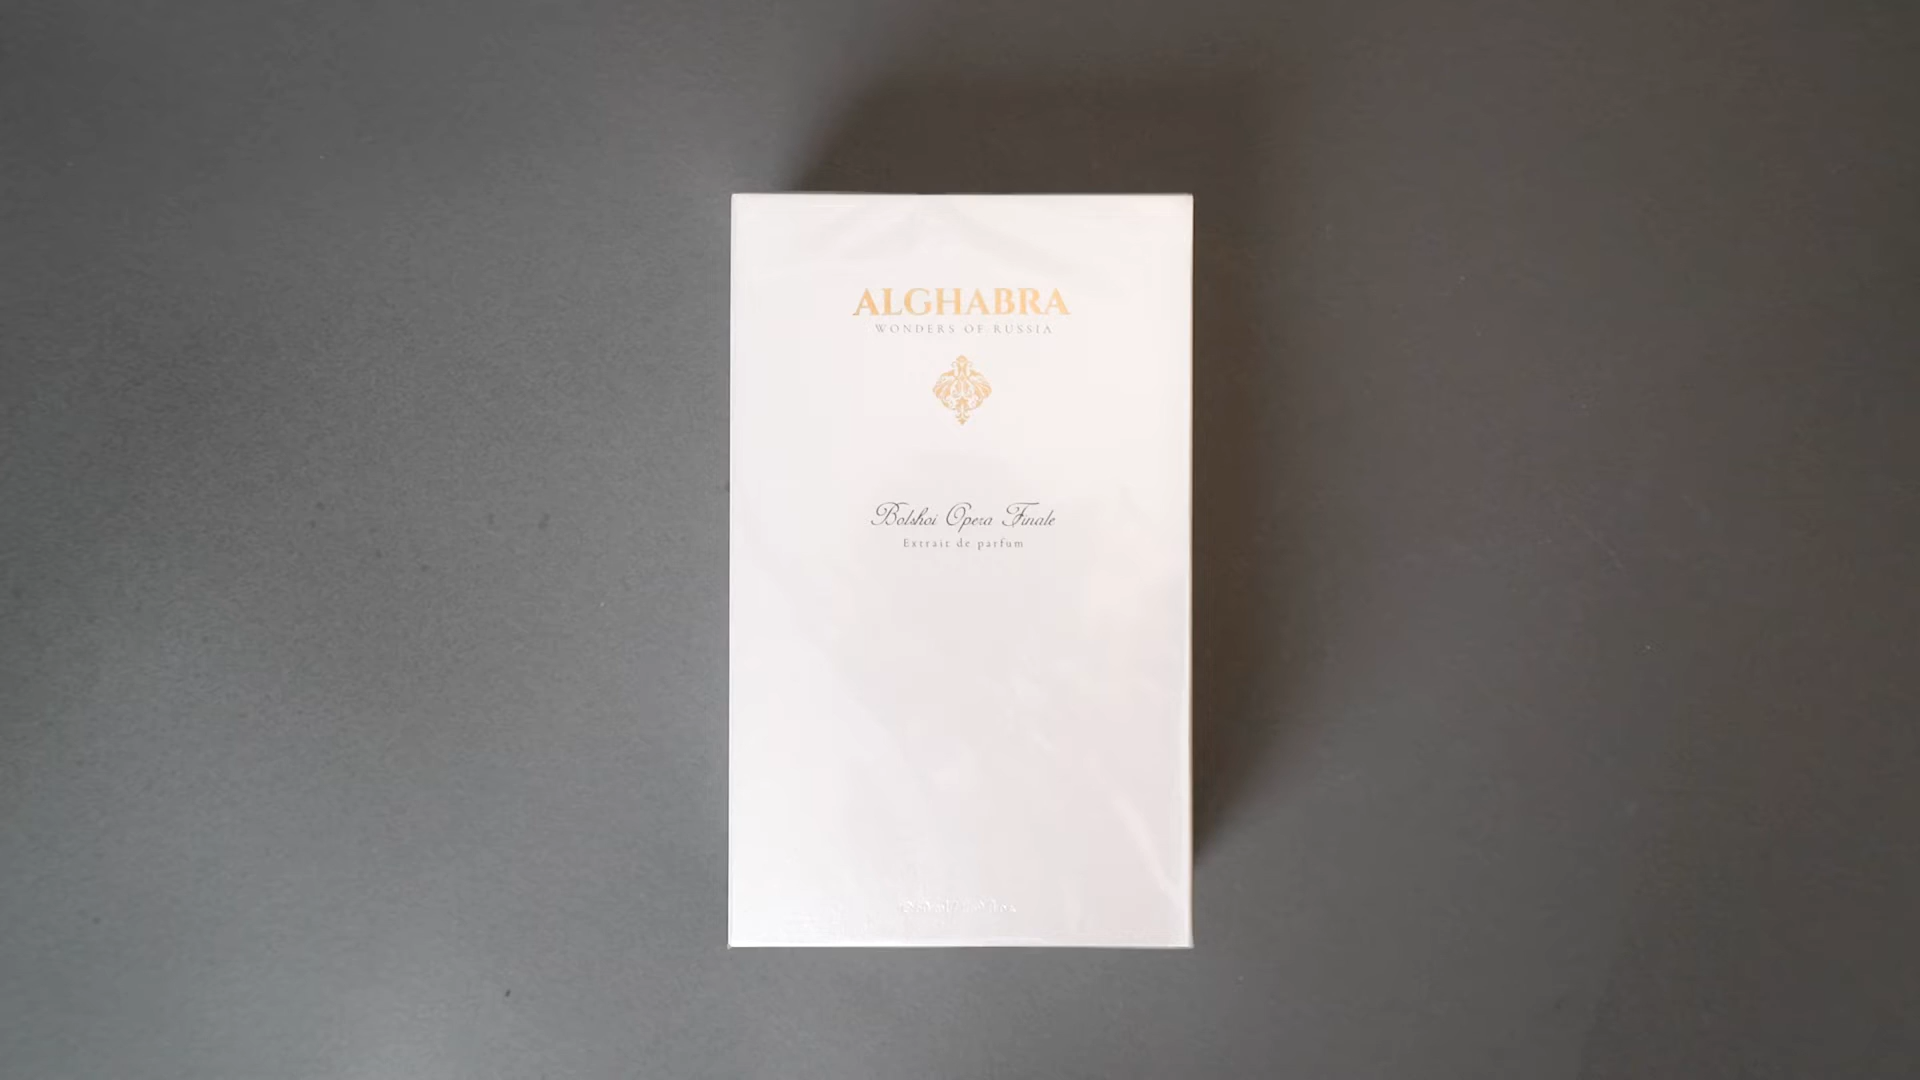 ALGHABRA
WONDERS OF RUSSIA
Bolshoi Opera Finale
Extrait de parfum